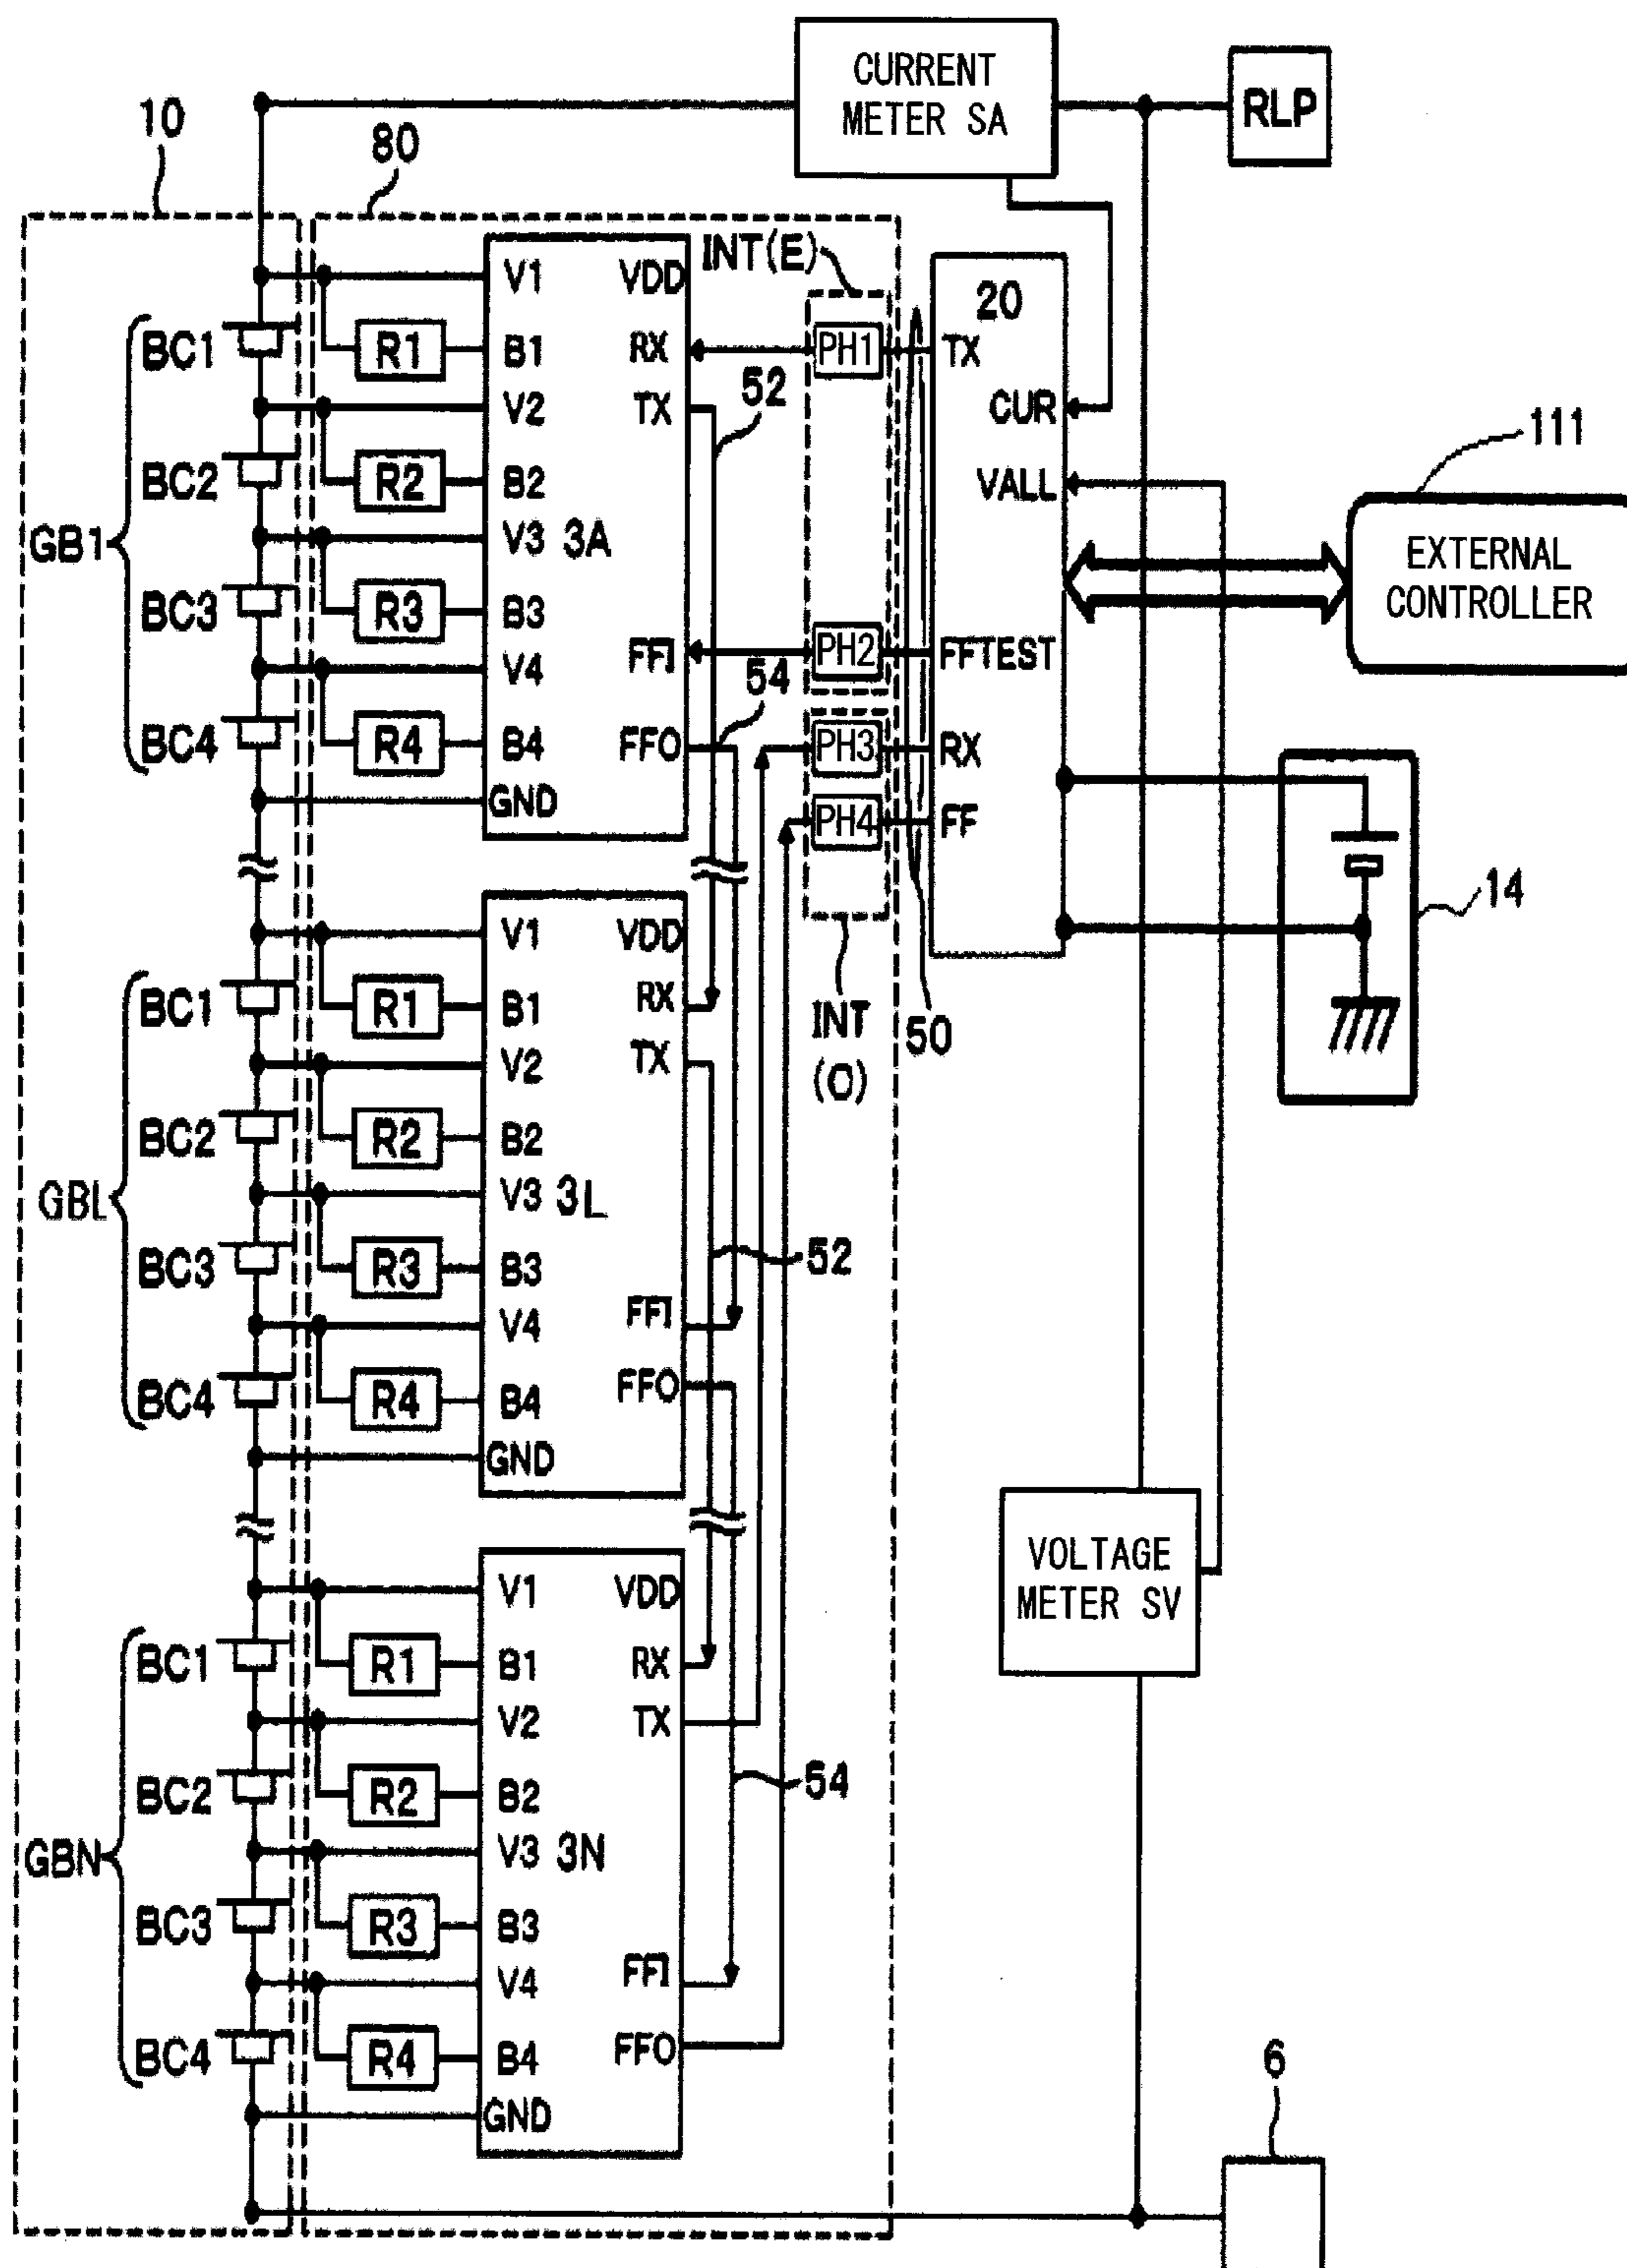 CURRENT
METER SA
RLP
10
80
INT(E)
20
TX
CUR
VALL
FFTEST
RX
FF
PH1
PH2
PH3
PH4
INT
(O)
50
111
EXTERNAL
CONTROLLER
14
GB1
BC1
BC2
BC3
BC4
R1
R2
R3
R4
V1
B1
V2
B2
V3
B3
V4
B4
GND
3A
VDD
RX
TX
FFI
FFO
52
54
GBL
BC1
BC2
BC3
BC4
R1
R2
R3
R4
V1
B1
V2
B2
V3
B3
V4
B4
GND
3L
VDD
RX
TX
FFI
FFO
52
VOLTAGE
METER SV
GBN
BC1
BC2
BC3
BC4
R1
R2
R3
R4
V1
B1
V2
B2
V3
B3
V4
B4
GND
3N
VDD
RX
TX
FFI
FFO
54
6